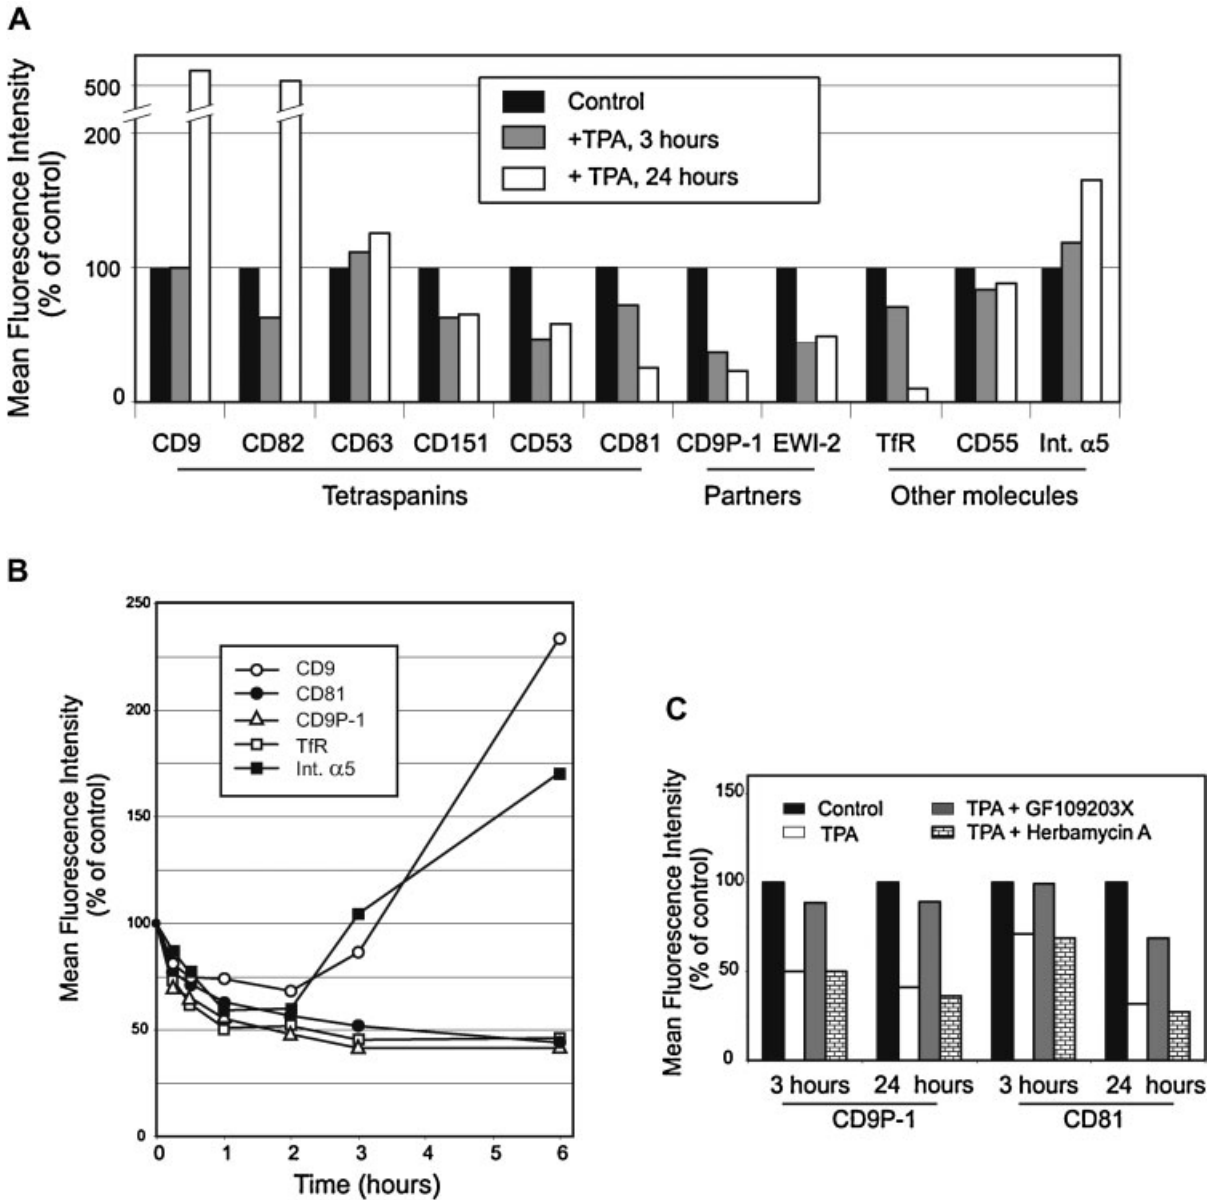 A
Mean Fluorescence Intensity
(% of control)
500
200
100
0
Control
+TPA, 3 hours
+ TPA, 24 hours
CD9 CD82 CD63 CD151 CD53 CD81 CD9P-1 EWI-2 TfR CD55 Int. α5
Tetraspanins Partners Other molecules
B
Mean Fluorescence Intensity
(% of control)
250
200
150
100
50
0
CD9
CD81
CD9P-1
TfR
Int. α5
0 1 2 3 4 5 6
Time (hours)
C
Mean Fluorescence Intensity
(% of control)
150
100
50
0
Control TPA + GF109203X
TPA TPA + Herbamycin A
3 hours 24 hours 3 hours 24 hours
CD9P-1 CD81